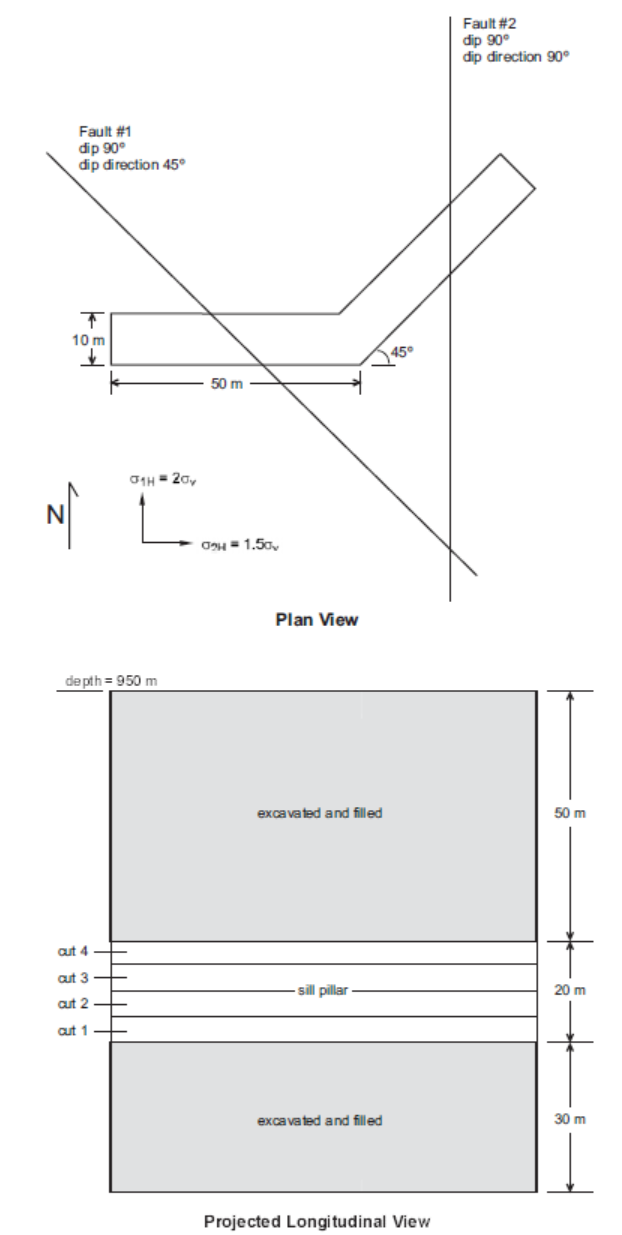 Fault #2
dip 90°
dip direction 90°
Fault #1
dip 90°
dip direction 45°
10 m
45°
50 m
σ1H = 2σv
N
σ2H = 1.5σv
Plan View
depth = 950 m
excavated and filled
50 m
cut 4
cut 3
sill pillar
20 m
cut 2
cut 1
excavated and filled
30 m
Projected Longitudinal View